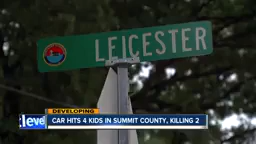 LEICESTER
DEVELOPING
CAR HITS 4 KIDS IN SUMMIT COUNTY, KILLING 2